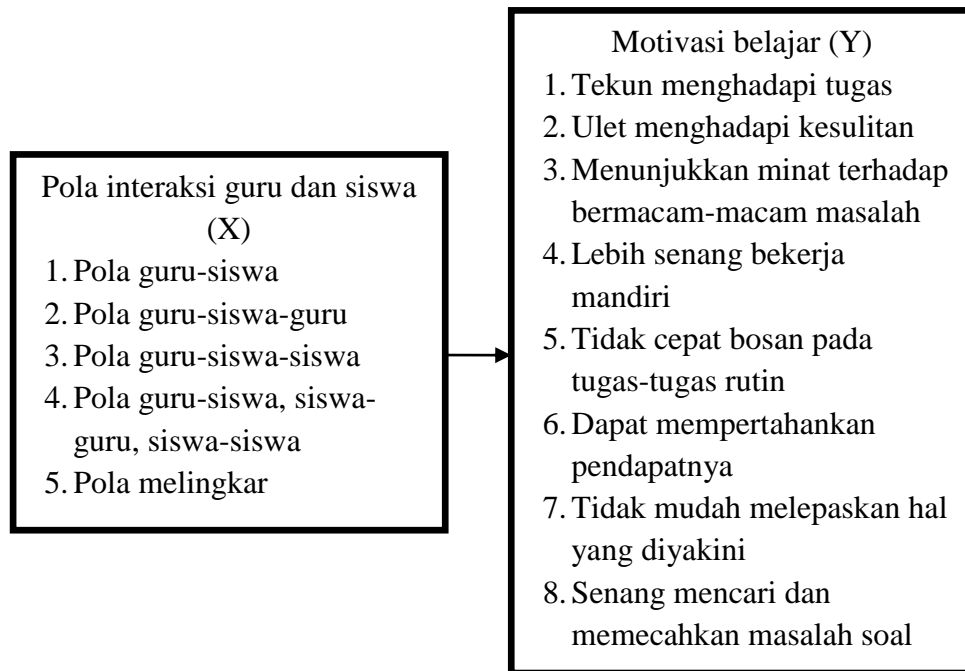 Pola interaksi guru dan siswa
(X)
1. Pola guru-siswa
2. Pola guru-siswa-guru
3. Pola guru-siswa-siswa
4. Pola guru-siswa, siswa-
guru, siswa-siswa
5. Pola melingkar
Motivasi belajar (Y)
1. Tekun menghadapi tugas
2. Ulet menghadapi kesulitan
3. Menunjukkan minat terhadap
bermacam-macam masalah
4. Lebih senang bekerja
mandiri
5. Tidak cepat bosan pada
tugas-tugas rutin
6. Dapat mempertahankan
pendapatnya
7. Tidak mudah melepaskan hal
yang diyakini
8. Senang mencari dan
memecahkan masalah soal